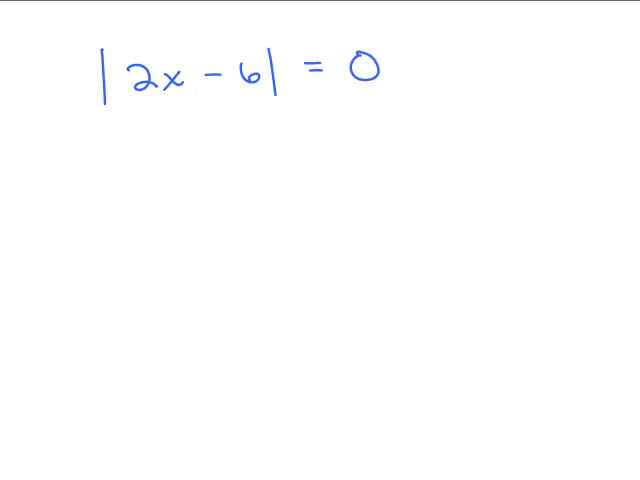 |2x - 6| = 0